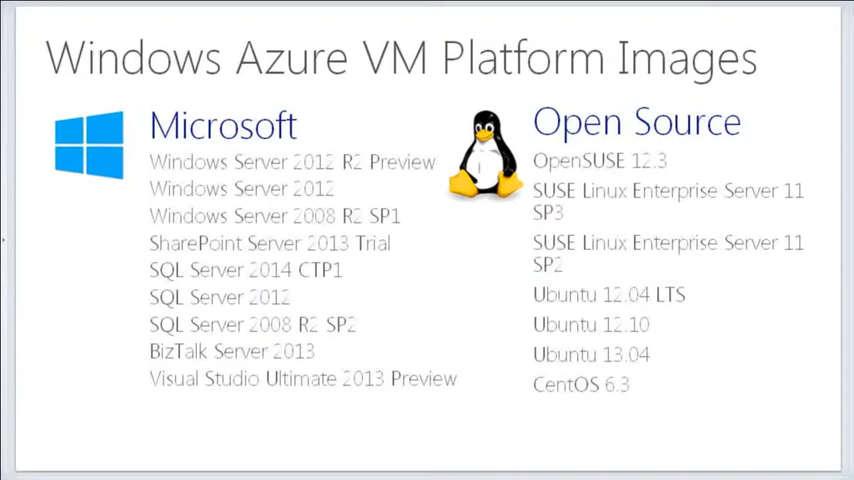 Windows Azure VM Platform Images
Microsoft
Windows Server 2012 R2 Preview
Windows Server 2012
Windows Server 2008 R2 SP1
SharePoint Server 2013 Trial
SQL Server 2014 CTP1
SQL Server 2012
SQL Server 2008 R2 SP2
BizTalk Server 2013
Visual Studio Ultimate 2013 Preview
Open Source
OpenSUSE 12.3
SUSE Linux Enterprise Server 11
SP3
SUSE Linux Enterprise Server 11
SP2
Ubuntu 12.04 LTS
Ubuntu 12.10
Ubuntu 13.04
CentOS 6.3